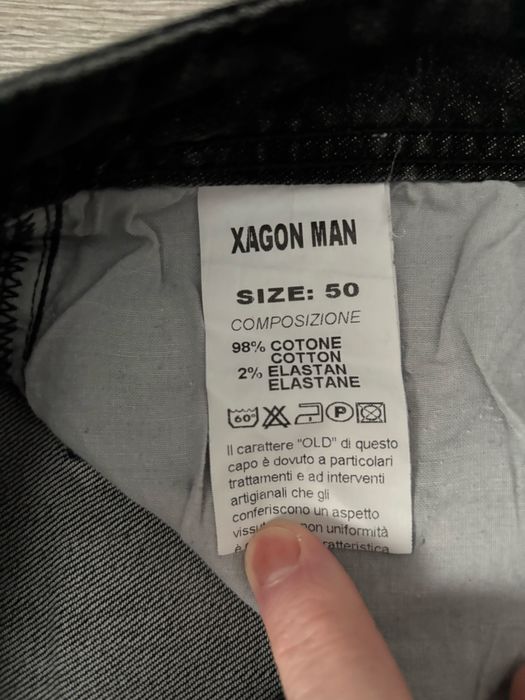 XAGON MAN
SIZE: 50
COMPOSIZIONE
98% COTONE
COTTON
2% ELASTAN
ELASTANE
60° P
Il carattere "OLD" di questo
capo è dovuto a particolari
trattamenti e ad interventi
artigianali che gli
conferiscono un aspetto
non uniformità
è